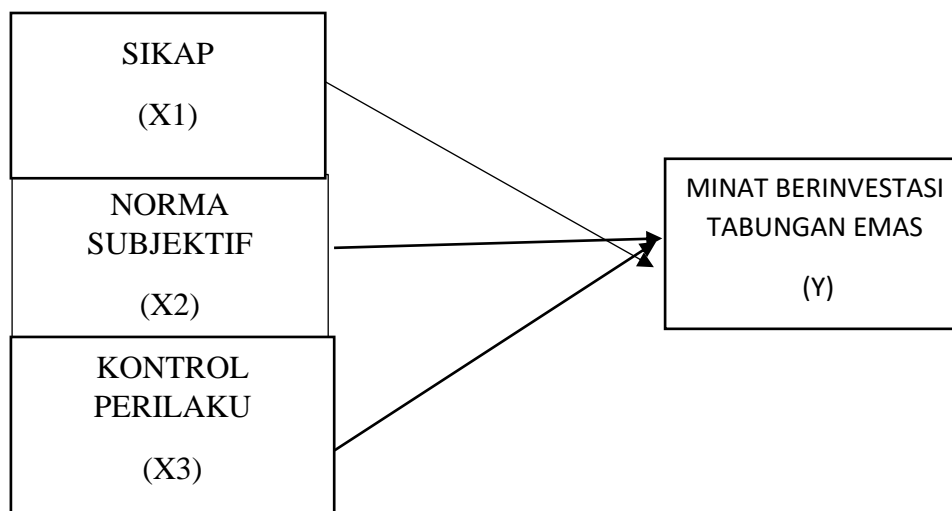 SIKAP
(X1)
NORMA
SUBJEKTIF
(X2)
KONTROL
PERILAKU
(X3)
MINAT BERINVESTASI
TABUNGAN EMAS
(Y)